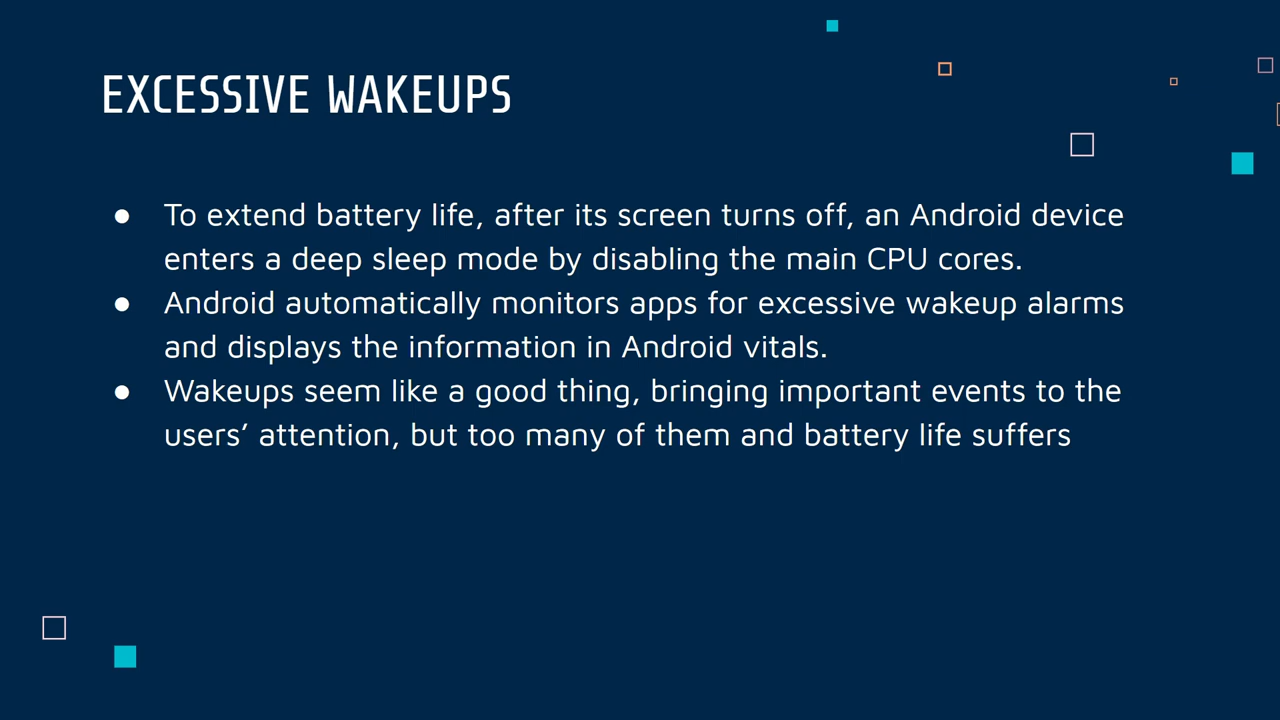 EXCESSIVE WAKEUPS
● To extend battery life, after its screen turns off, an Android device
enters a deep sleep mode by disabling the main CPU cores.
● Android automatically monitors apps for excessive wakeup alarms
and displays the information in Android vitals.
● Wakeups seem like a good thing, bringing important events to the
users’ attention, but too many of them and battery life suffers